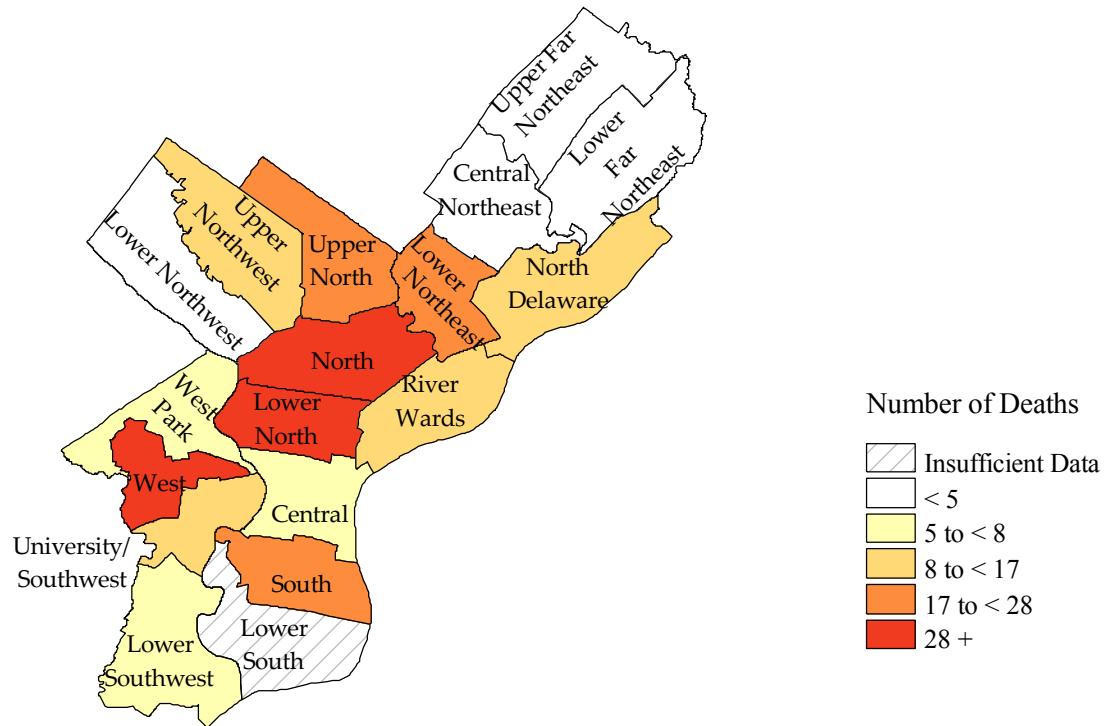 Upper Far
Northeast
Lower
Far
Northeast
Central
Northeast
Upper
Northwest
Lower Northwest
Upper
North
Lower
Northeast
North
Delaware
North
River
Wards
Lower
North
West
Park
West
Central
University/
Southwest
South
Lower
South
Lower
Southwest
Number of Deaths
Insufficient Data
< 5
5 to < 8
8 to < 17
17 to < 28
28 +